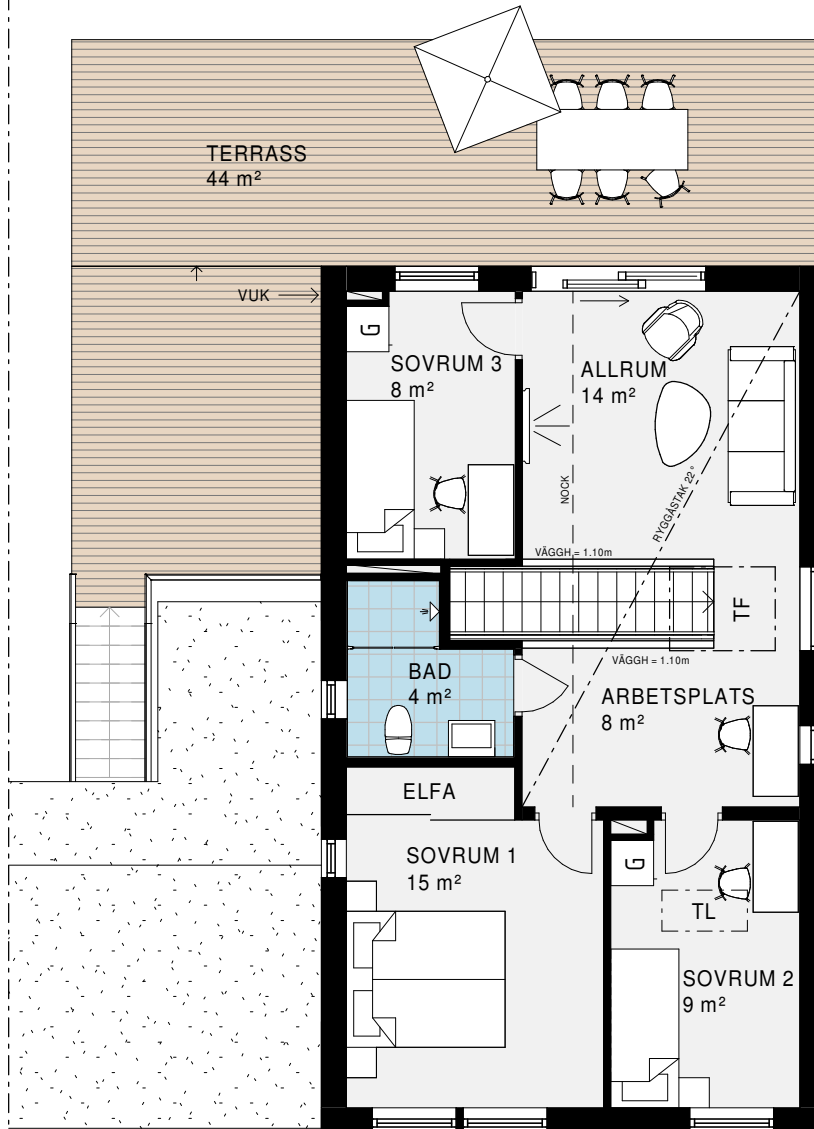 TERRASS
44 m²
VUK
G
SOVRUM 3
8 m²
ALLRUM
14 m²
NOCK
RYGGÅSTAK 22°
VÄGGH = 1.10m
TF
VÄGGH = 1.10m
BAD
4 m²
ARBETSPLATS
8 m²
ELFA
SOVRUM 1
15 m²
G
TL
SOVRUM 2
9 m²